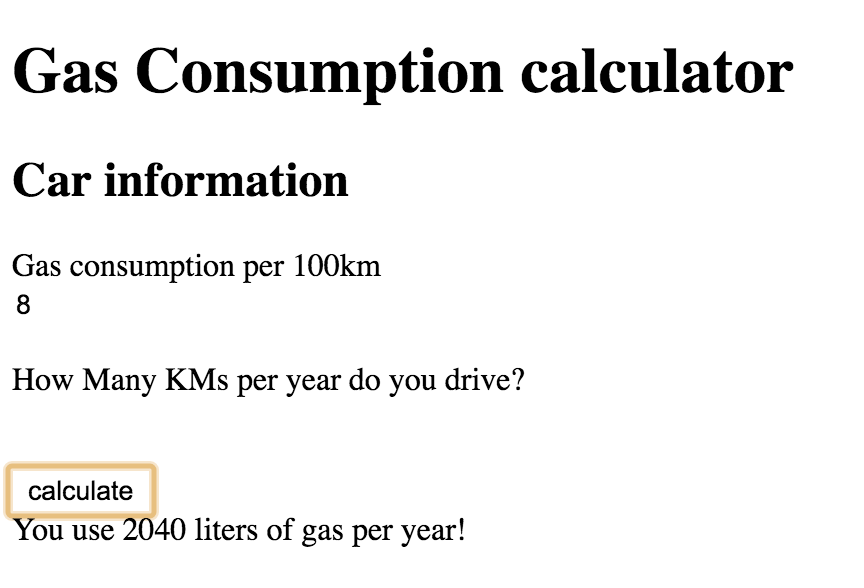 Gas Consumption calculator
Car information
Gas consumption per 100km
8
How Many KMs per year do you drive?
calculate
You use 2040 liters of gas per year!